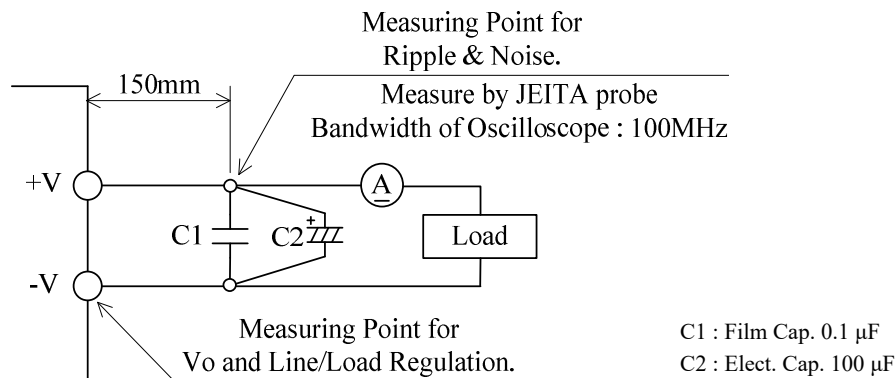 Measuring Point for
Ripple & Noise.
150mm
Measure by JEITA probe
Bandwidth of Oscilloscope : 100MHz
+V
A
C1
+
C2
Load
-V
Measuring Point for
Vo and Line/Load Regulation.
C1 : Film Cap. 0.1 μF
C2 : Elect. Cap. 100 μF